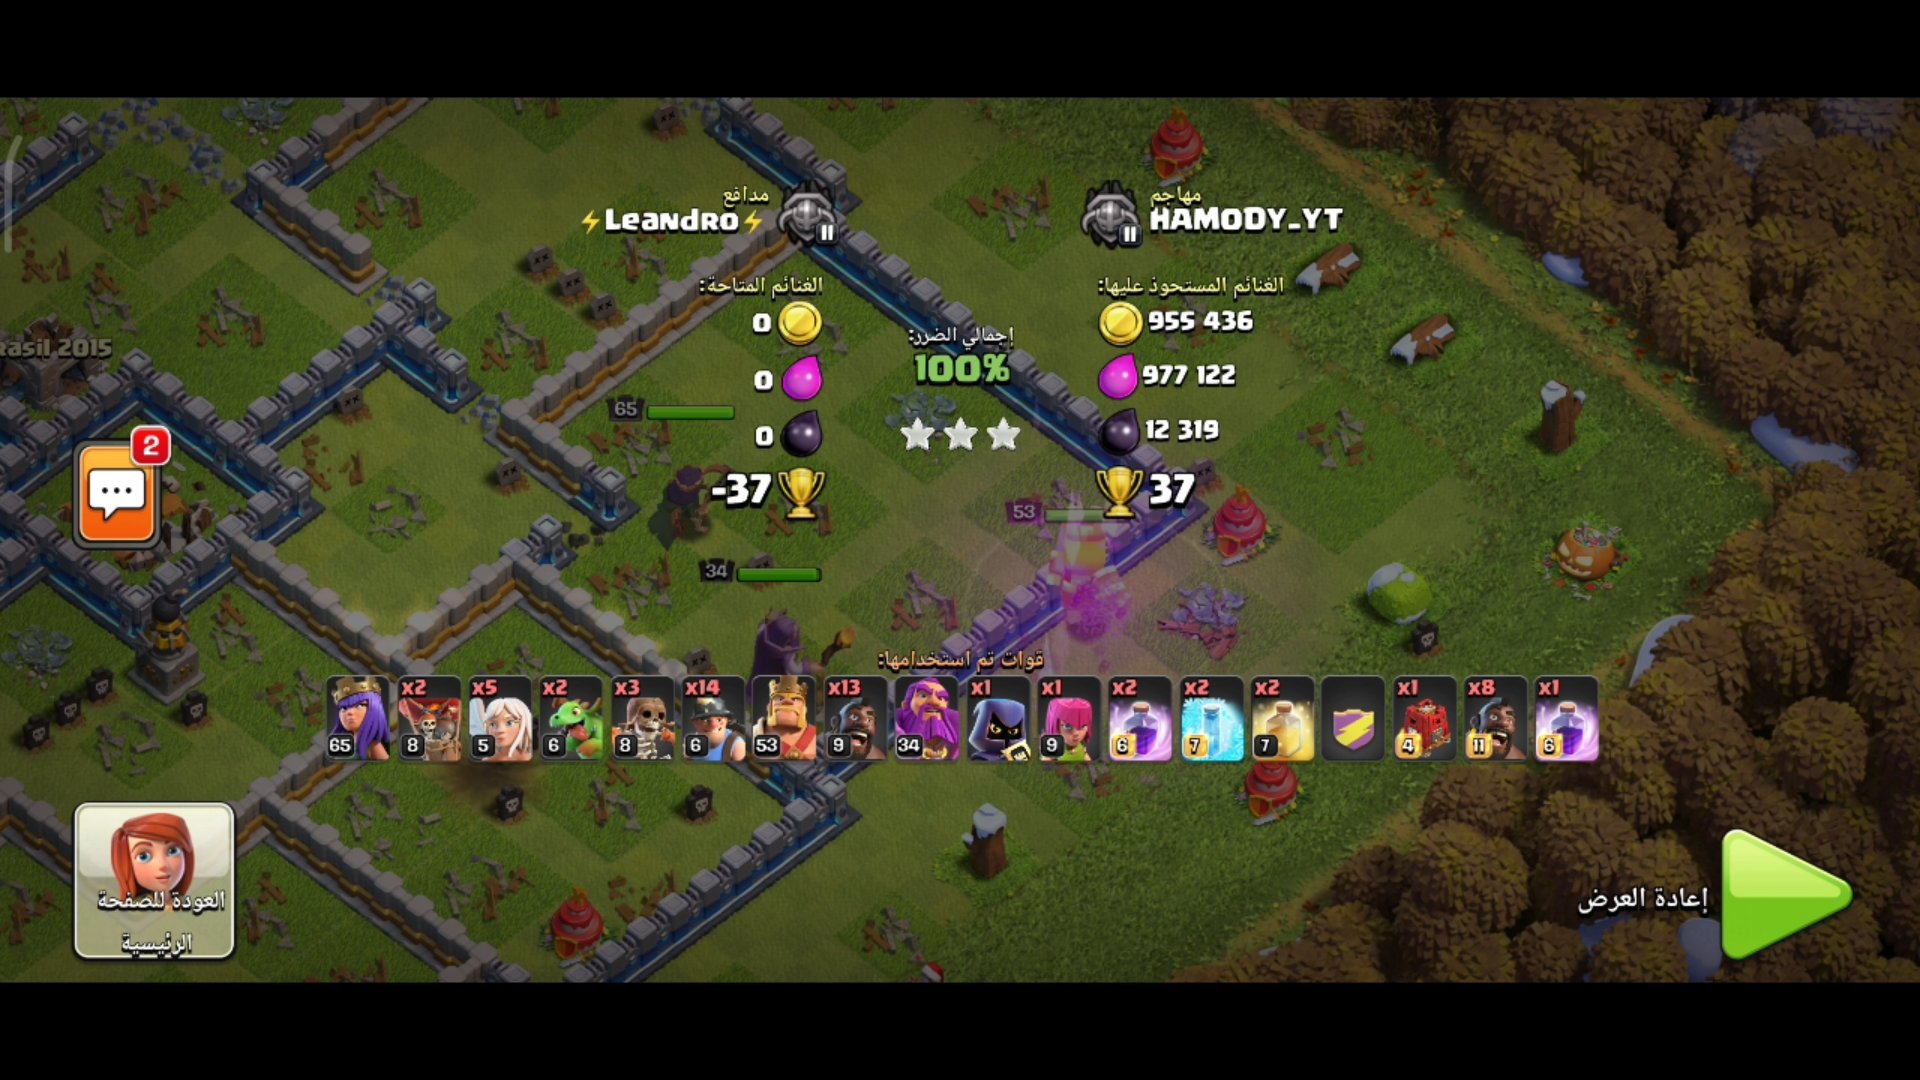 مدافع
⚡Leandro⚡
II
مهاجم
HAMODY_YT
II
الغنائم المتاحة:
0
0
0
-37
إجمالي الضرر:
100%
الغنائم المستحوذ عليها:
955 436
977 122
12 319
37
65
53
34
asil 2015
2
قوات تم استخدامها:
x2 x5 x2 x3 x14 x13 x1 x1 x2 x2 x2 x1 x8 x1
65 8 5 6 8 6 53 9 34 9 6 7 7 4 11 6
العودة للصفحة
الرئيسية
إعادة العرض